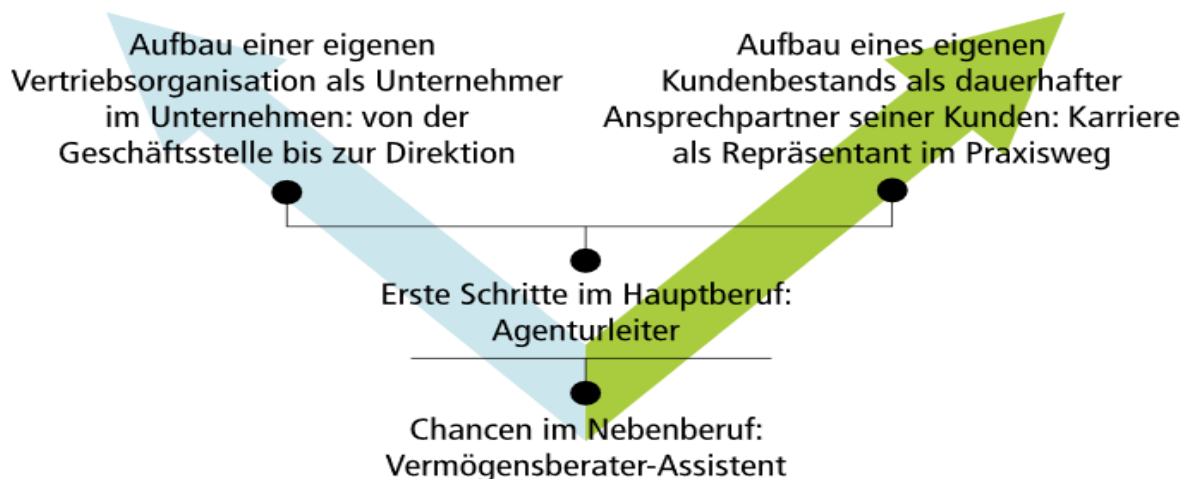 Aufbau einer eigenen
Vertriebsorganisation als Unternehmer
im Unternehmen: von der
Geschäftsstelle bis zur Direktion
Aufbau eines eigenen
Kundenbestands als dauerhafter
Ansprechpartner seiner Kunden: Karriere
als Repräsentant im Praxisweg
Erste Schritte im Hauptberuf:
Agenturleiter
Chancen im Nebenberuf:
Vermögensberater-Assistent